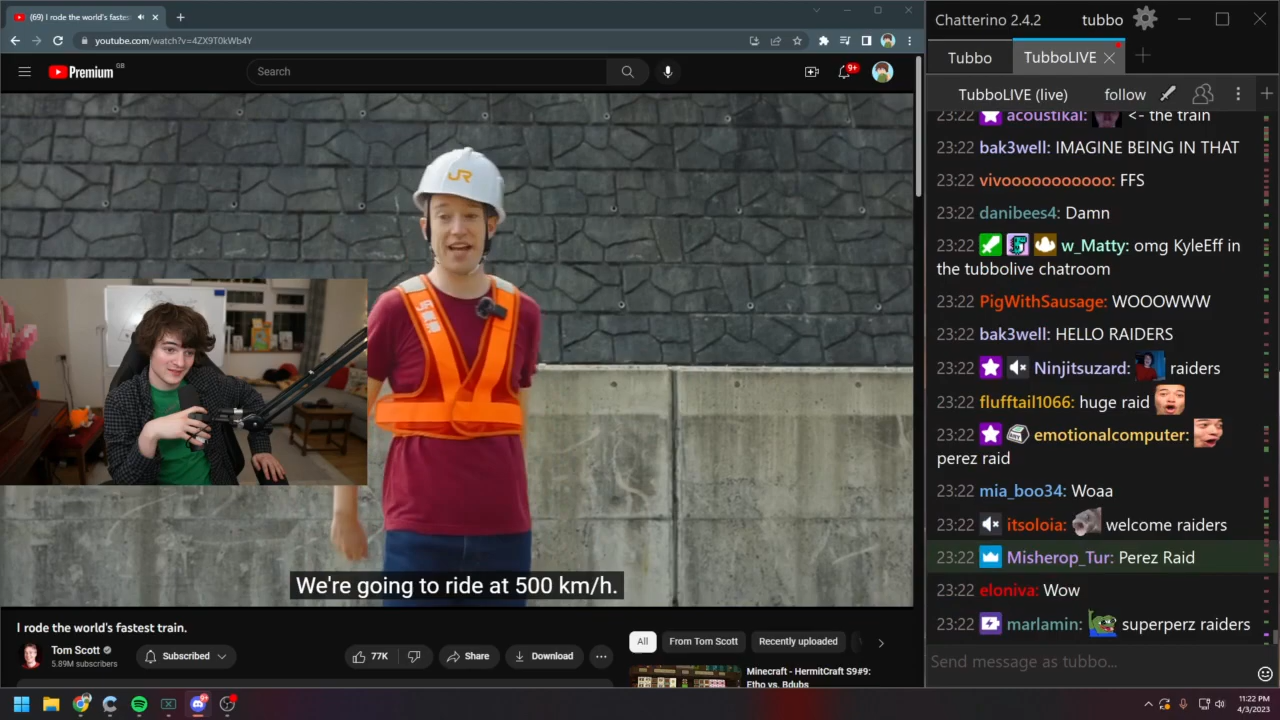 (69) I rode the world's fastes
youtube.com/watch?v=4ZX9T0kWb4Y
Premium GB
Search
9+
JR
We're going to ride at 500 km/h.
I rode the world's fastest train.
Tom Scott
5.89M subscribers
Subscribed
77K
Share
Download
All
From Tom Scott
Recently uploaded
Minecraft - HermitCraft S9#9:
Etho vs. Bdubs
Chatterino 2.4.2
tubbo
Tubbo
TubboLIVE
TubboLIVE (live)
follow
23:22 acoustikal: <- the train
23:22 bak3well: IMAGINE BEING IN THAT
23:22 vivooooooooooo: FFS
23:22 danibees4: Damn
23:22 w_Matty: omg KyleEff in
the tubbolive chatroom
23:22 PigWithSausage: WOOOWWW
23:22 bak3well: HELLO RAIDERS
23:22 Ninjitsuzard: raiders
23:22 flufftail1066: huge raid
23:22 emotionalcomputer:
perez raid
23:22 mia_boo34: Woaa
23:22 itsoloia: welcome raiders
23:22 Misherop_Tur: Perez Raid
23:22 eloniva: Wow
23:22 marlamin: superperz raiders
Send message as tubbo...
11:22 PM
4/3/2023